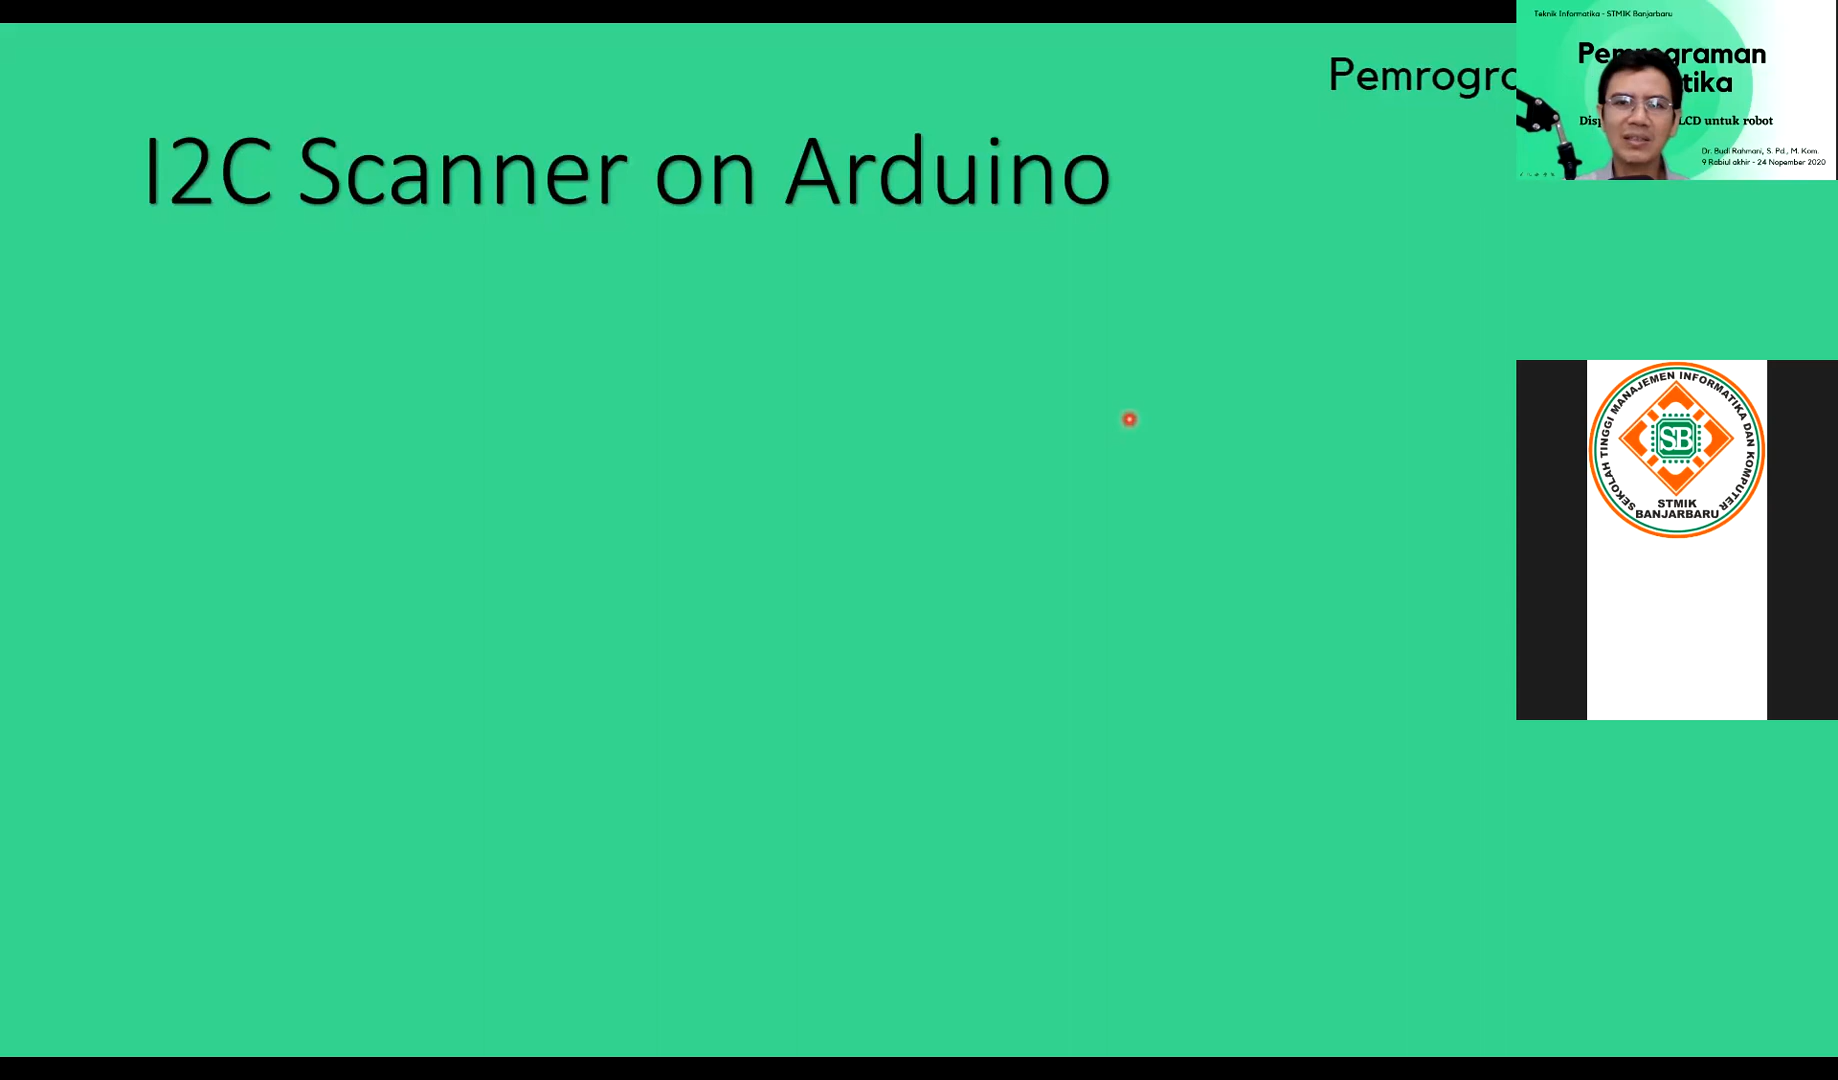 Pemrogra
I2C Scanner on Arduino
Teknik Informatika - STMIK Banjarbaru
Pemrograman
tika
LCD untuk robot
Dr. Budi Rahmani, S. Pd., M. Kom.
9 Rabiul akhir - 24 Nopember 2020
SEKOLAH TINGGI MANAJEMEN INFORMATIKA DAN KOMPUTER
SB
STMIK
BANJARBARU